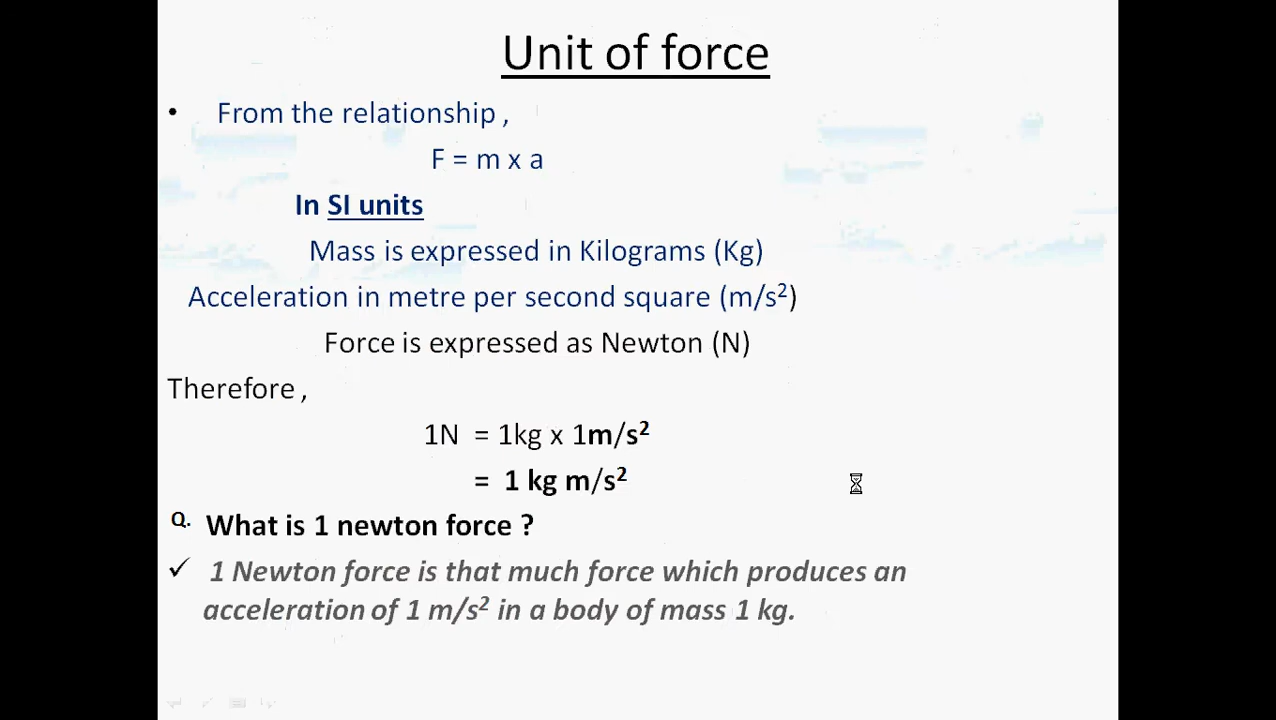 Unit of force
• From the relationship ,
F = m x a
In SI units
Mass is expressed in Kilograms (Kg)
Acceleration in metre per second square (m/s²)
Force is expressed as Newton (N)
Therefore ,
1N = 1kg x 1m/s²
= 1 kg m/s²
Q. What is 1 newton force ?
✓ 1 Newton force is that much force which produces an
acceleration of 1 m/s² in a body of mass 1 kg.